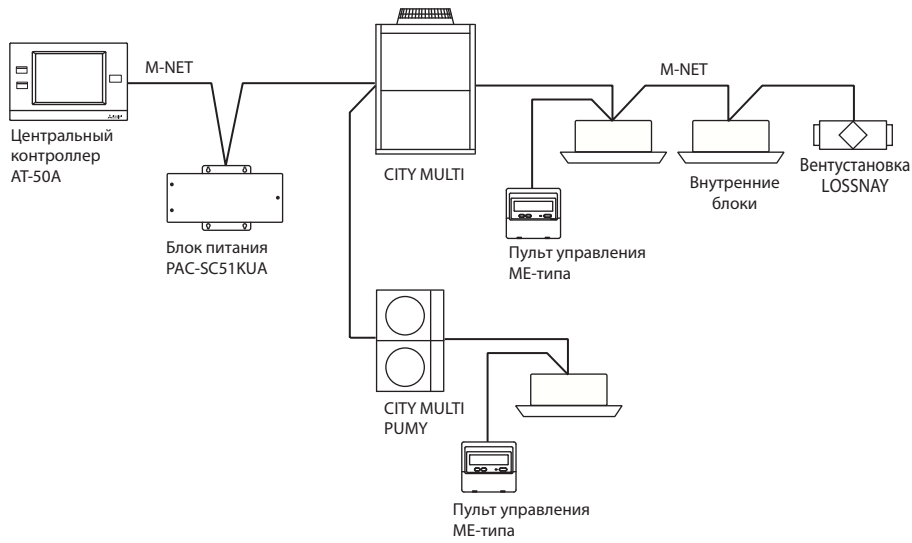 M-NET
Центральный
контроллер
AT-50A
Блок питания
PAC-SC51KUA
CITY MULTI
M-NET
Внутренние
блоки
Вентустановка
LOSSNAY
Пульт управления
ME-типа
CITY MULTI
PUMY
Пульт управления
ME-типа